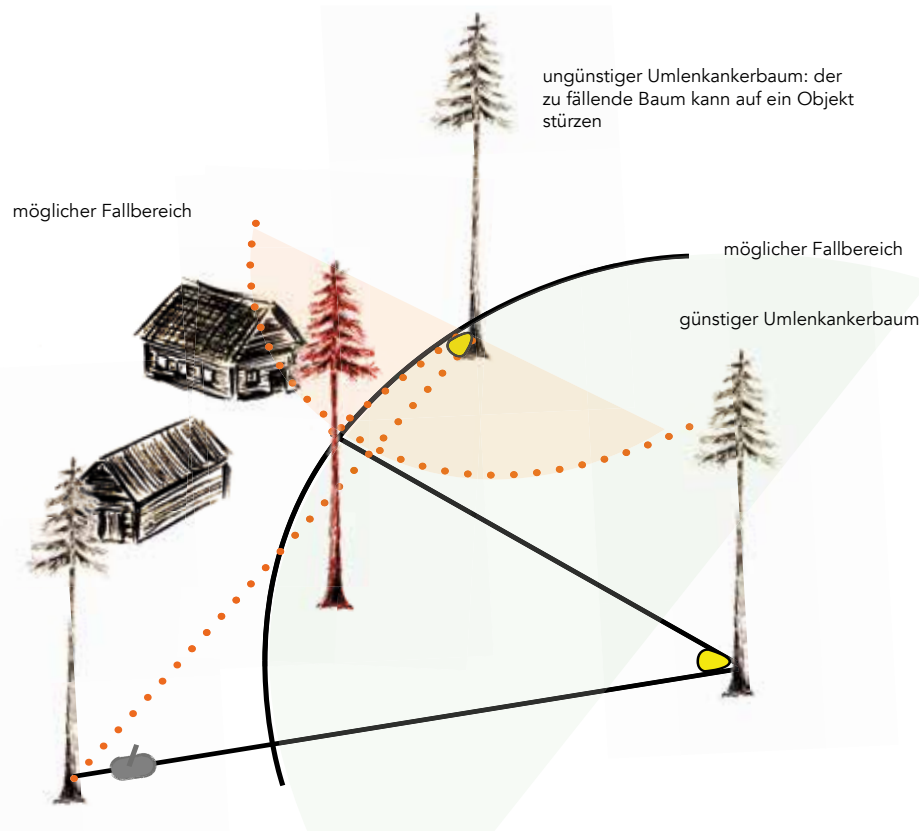 ungünstiger Umlenkankerbaum: der
zu fällende Baum kann auf ein Objekt
stürzen
möglicher Fallbereich
möglicher Fallbereich
günstiger Umlenkankerbaum